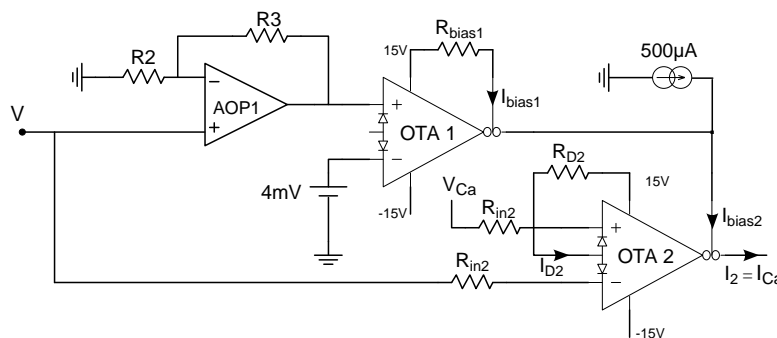 R3
R_bias1
500µA
R2
15V
I_bias1
−
AOP1
+
V
+
OTA 1
−
4mV
-15V
R_D2
15V
V_Ca
R_in2
I_bias2
+
OTA 2
−
I_D2
R_in2
I_2 = I_Ca
-15V